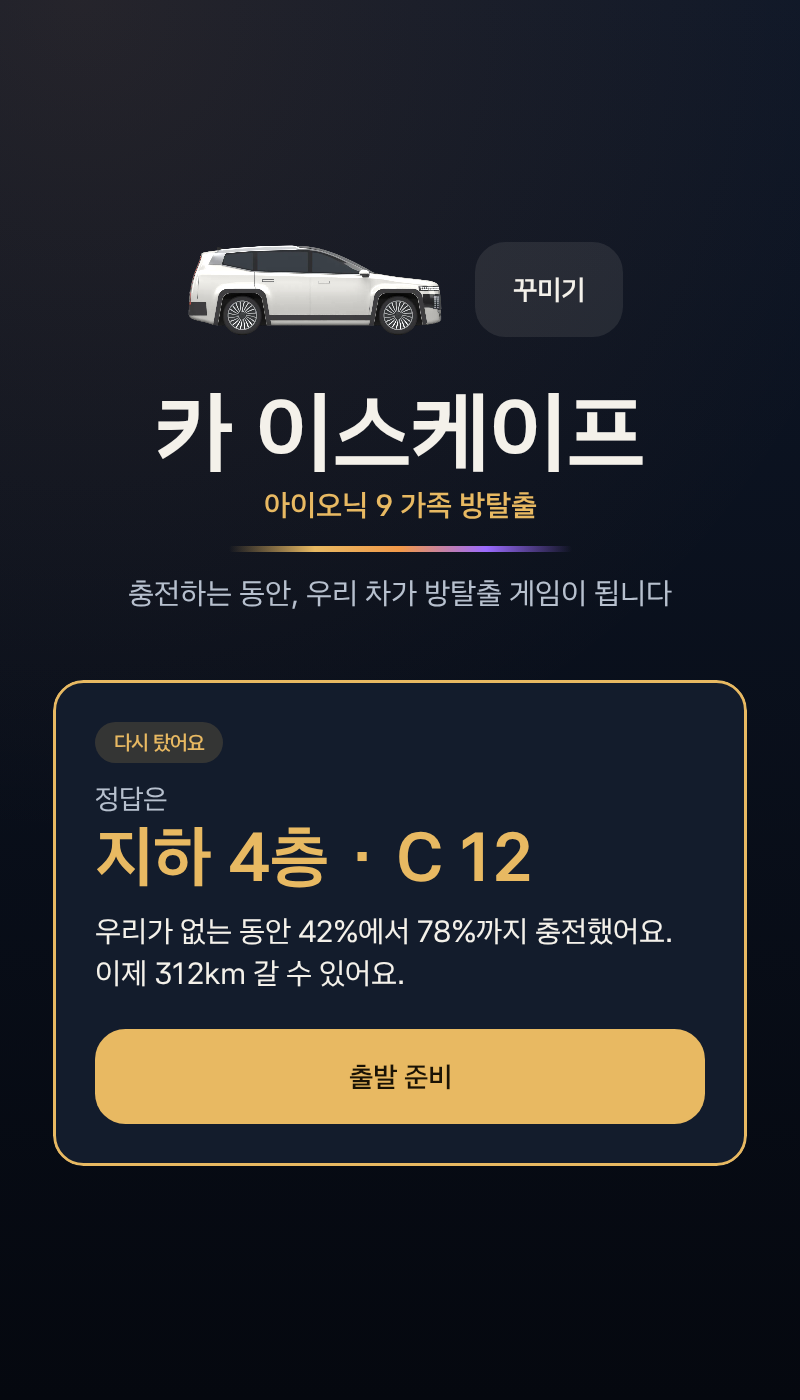 꾸미기
카 이스케이프
아이오닉 9 가족 방탈출
충전하는 동안, 우리 차가 방탈출 게임이 됩니다
다시 탔어요
정답은
지하 4층 · C 12
우리가 없는 동안 42%에서 78%까지 충전했어요.
이제 312km 갈 수 있어요.
출발 준비